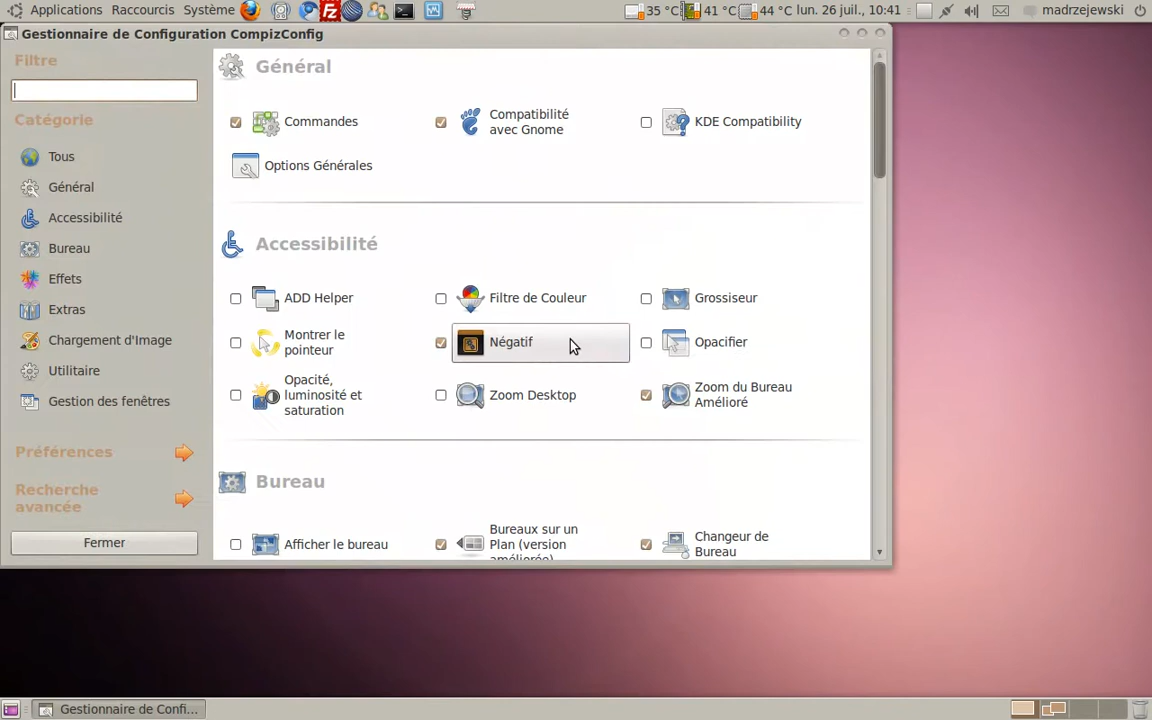 Applications Raccourcis Système 35 °C 41 °C 44 °C lun. 26 juil., 10:41 madrzejewski
Gestionnaire de Configuration CompizConfig
Filtre
Catégorie
Tous
Général
Accessibilité
Bureau
Effets
Extras
Chargement d'Image
Utilitaire
Gestion des fenêtres
Préférences
Recherche
avancée
Fermer
Général
Commandes
Compatibilité
avec Gnome
KDE Compatibility
Options Générales
Accessibilité
ADD Helper
Filtre de Couleur
Grossiseur
Montrer le
pointeur
Négatif
Opacifier
Opacité,
luminosité et
saturation
Zoom Desktop
Zoom du Bureau
Amélioré
Bureau
Afficher le bureau
Bureaux sur un
Plan (version
améliorée)
Changeur de
Bureau
Gestionnaire de Confi...